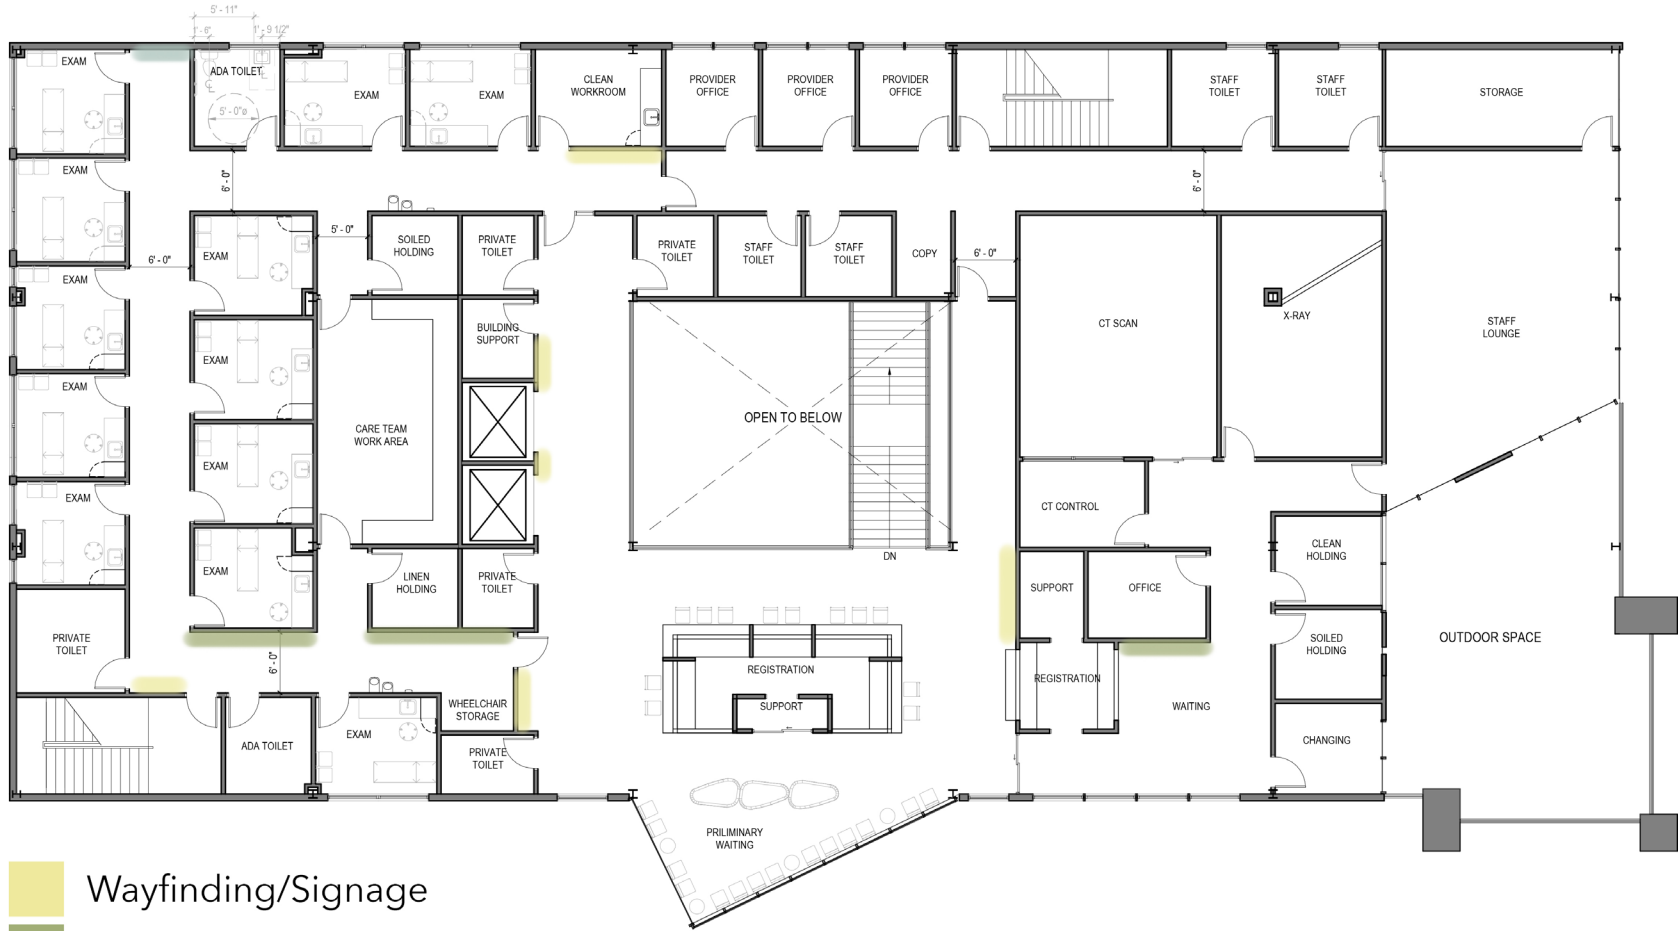 5' - 11"
1' - 6"
1' - 9 1/2"
EXAM
ADA TOILET
5' - 0"ø
EXAM
EXAM
CLEAN
WORKROOM
PROVIDER
OFFICE
PROVIDER
OFFICE
PROVIDER
OFFICE
STAFF
TOILET
STAFF
TOILET
STORAGE
EXAM
6' - 0"
6' - 0"
EXAM
5' - 0"
SOILED
HOLDING
PRIVATE
TOILET
PRIVATE
TOILET
STAFF
TOILET
STAFF
TOILET
COPY
6' - 0"
6' - 0"
EXAM
BUILDING
SUPPORT
CT SCAN
X-RAY
STAFF
LOUNGE
EXAM
EXAM
CARE TEAM
WORK AREA
OPEN TO BELOW
EXAM
EXAM
CT CONTROL
DN
EXAM
LINEN
HOLDING
PRIVATE
TOILET
SUPPORT
OFFICE
CLEAN
HOLDING
PRIVATE
TOILET
6' - 0"
REGISTRATION
SUPPORT
REGISTRATION
WAITING
SOILED
HOLDING
OUTDOOR SPACE
WHEELCHAIR
STORAGE
ADA TOILET
EXAM
PRIVATE
TOILET
CHANGING
PRILIMINARY
WAITING
Wayfinding/Signage